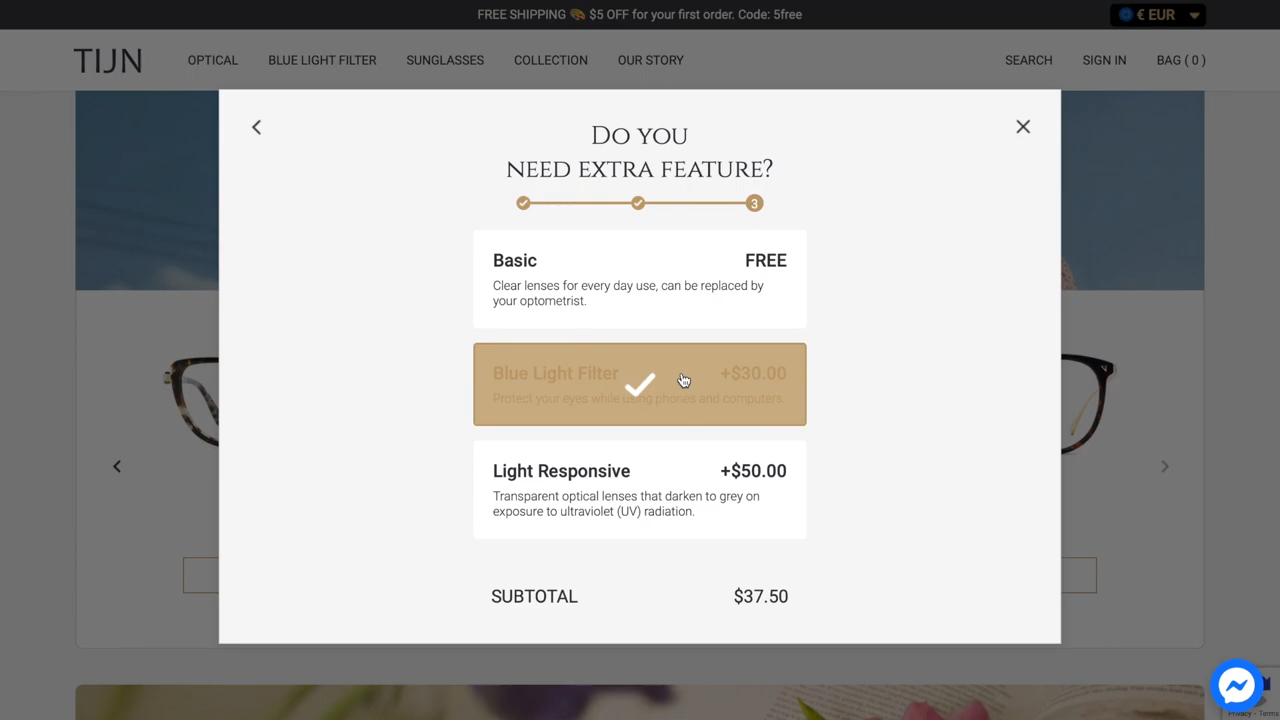 FREE SHIPPING 🎨 $5 OFF for your first order. Code: 5free
€ EUR
TIJN
OPTICAL
BLUE LIGHT FILTER
SUNGLASSES
COLLECTION
OUR STORY
SEARCH
SIGN IN
BAG ( 0 )
DO YOU
NEED EXTRA FEATURE?
3
Basic FREE
Clear lenses for every day use, can be replaced by
your optometrist.
Blue Light Filter +$30.00
Protect your eyes while using phones and computers.
Light Responsive +$50.00
Transparent optical lenses that darken to grey on
exposure to ultraviolet (UV) radiation.
SUBTOTAL $37.50
Privacy - Terms